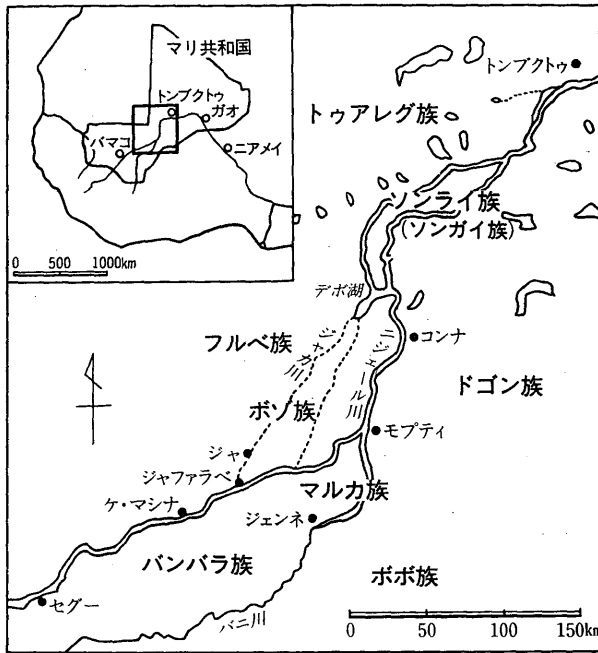 マリ共和国
トンブクトゥ
ガオ
バマコ
ニアメイ
0 500 1000km
トンブクトゥ
トゥアレグ族
ソンライ族
(ソンガイ族)
デボ湖
フルベ族
ジャカ川
ニジェール川
コンナ
ドゴン族
ボゾ族
モプティ
ジャ
ジャファラベ
マルカ族
ケ・マシナ
ジェンネ
バンバラ族
ボボ族
セグー
バニ川
0 50 100 150km